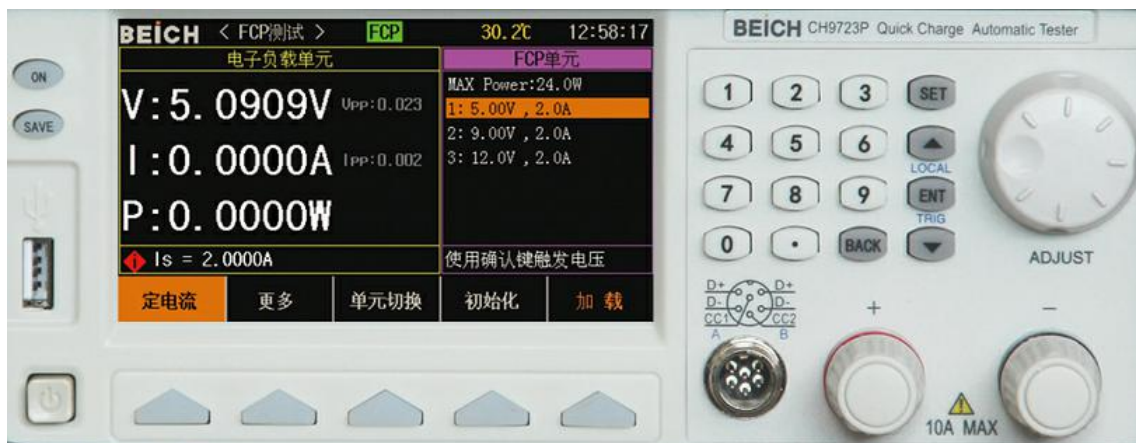 BEICH < FCP测试 > FCP 30.2℃ 12:58:17
BEICH CH9723P Quick Charge Automatic Tester
电子负载单元
FCP单元
ON
SAVE
V:5.0909V Vpp:0.023
I:0.0000A Ipp:0.002
P:0.0000W
MAX Power:24.0W
1: 5.00V , 2.0A
2: 9.00V , 2.0A
3: 12.0V , 2.0A
Is = 2.0000A
使用确认键触发电压
定电流 更多 单元切换 初始化 加 载
1 2 3 SET
4 5 6
LOCAL
7 8 9 ENT
TRIG
0 . BACK
ADJUST
D+ D+
D- D-
CC1 CC2
A B
+ −
10A MAX